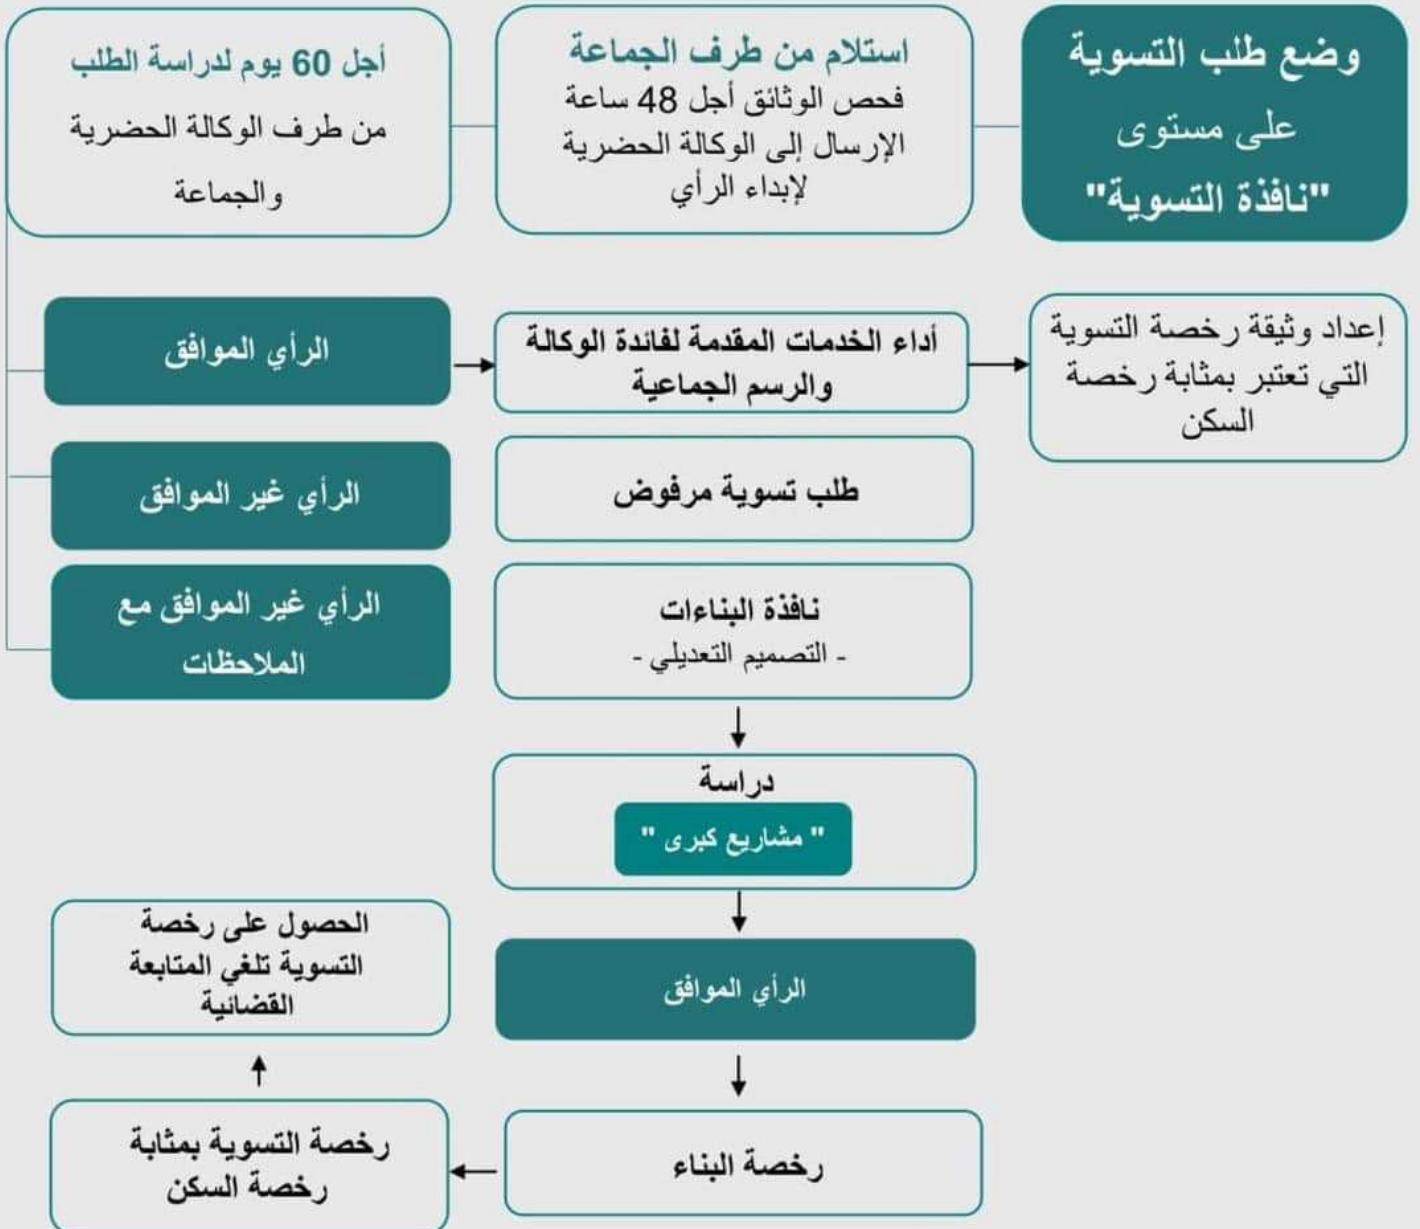 وضع طلب التسوية
على مستوى
"نافذة التسوية"
استلام من طرف الجماعة
فحص الوثائق أجل 48 ساعة
الإرسال إلى الوكالة الحضرية
لإبداء الرأي
أجل 60 يوم لدراسة الطلب
من طرف الوكالة الحضرية
والجماعة
الرأي الموافق
أداء الخدمات المقدمة لفائدة الوكالة
والرسم الجماعية
إعداد وثيقة رخصة التسوية
التي تعتبر بمثابة رخصة
السكن
الرأي غير الموافق
طلب تسوية مرفوض
الرأي غير الموافق مع
الملاحظات
نافذة البناءات
- التصميم التعديلي -
دراسة
" مشاريع كبرى "
الرأي الموافق
رخصة البناء
رخصة التسوية بمثابة
رخصة السكن
الحصول على رخصة
التسوية تلغي المتابعة
القضائية